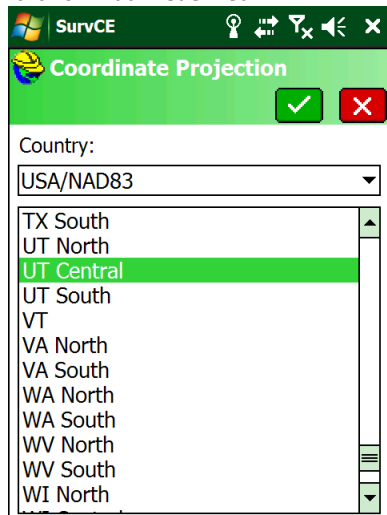 SurvCE
Coordinate Projection
Country:
USA/NAD83
TX South
UT North
UT Central
UT South
VT
VA North
VA South
WA North
WA South
WV North
WV South
WI North